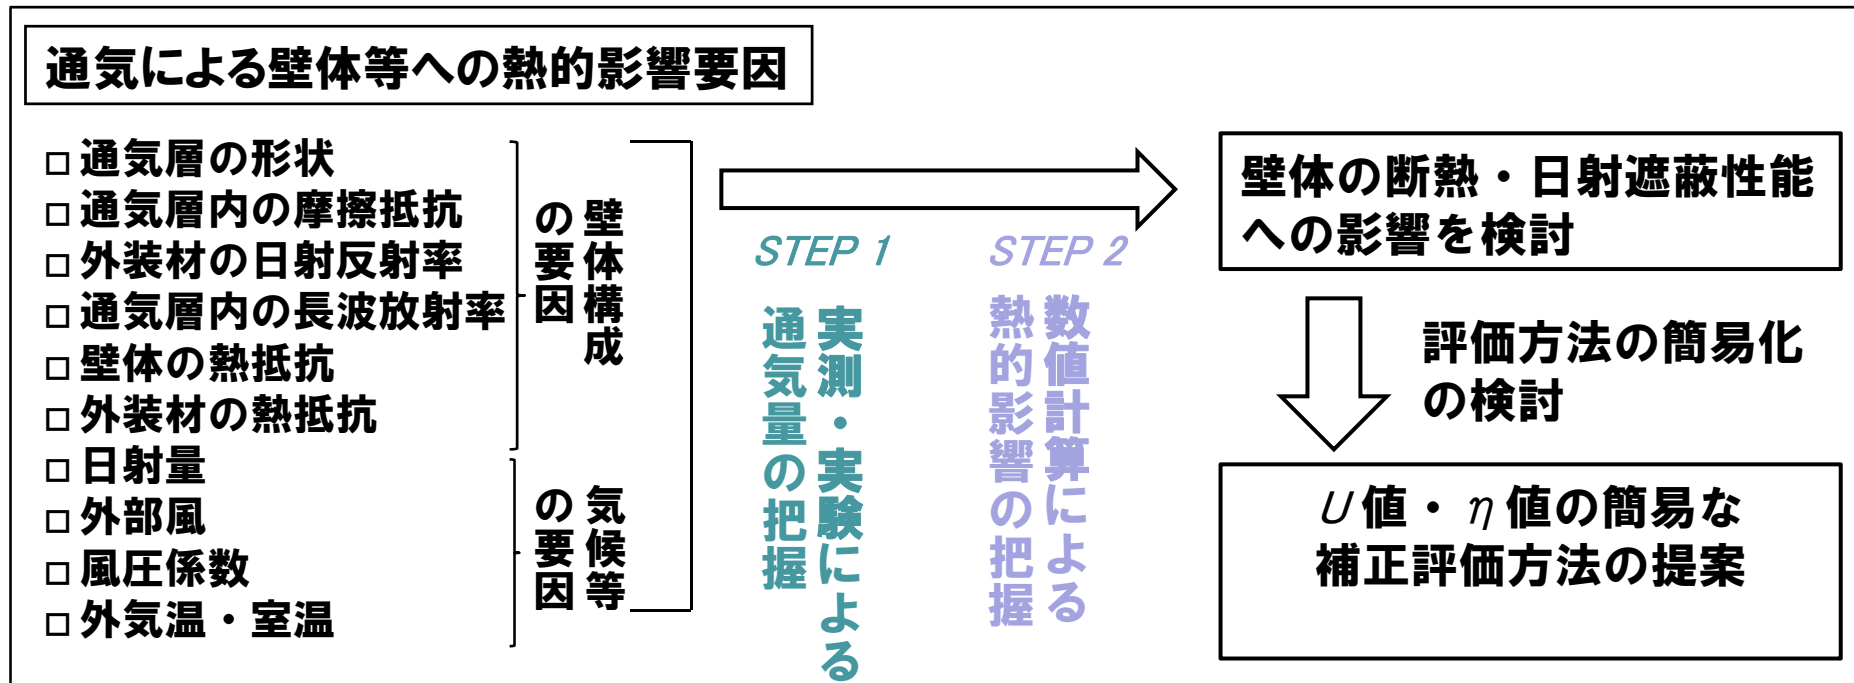 通気による壁体等への熱的影響要因
□通気層の形状
□通気層内の摩擦抵抗
□外装材の日射反射率
□通気層内の長波放射率
□壁体の熱抵抗
□外装材の熱抵抗
□日射量
□外部風
□風圧係数
□外気温・室温
壁体構成
の要因
気候等
の要因
STEP 1
実測・実験による
通気量の把握
STEP 2
数値計算による
熱的影響の把握
壁体の断熱・日射遮蔽性能
への影響を検討
評価方法の簡易化
の検討
U値・η値の簡易な
補正評価方法の提案